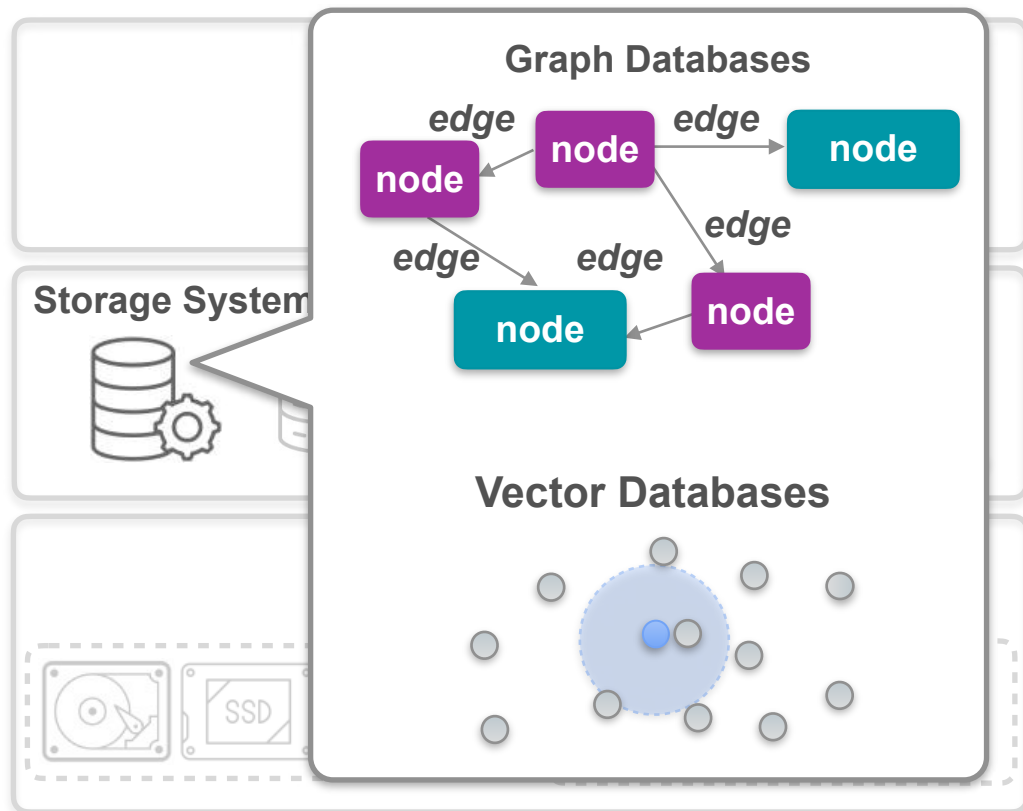 Graph Databases
edge edge
node node node
edge edge edge
node node
Storage System
Vector Databases
SSD